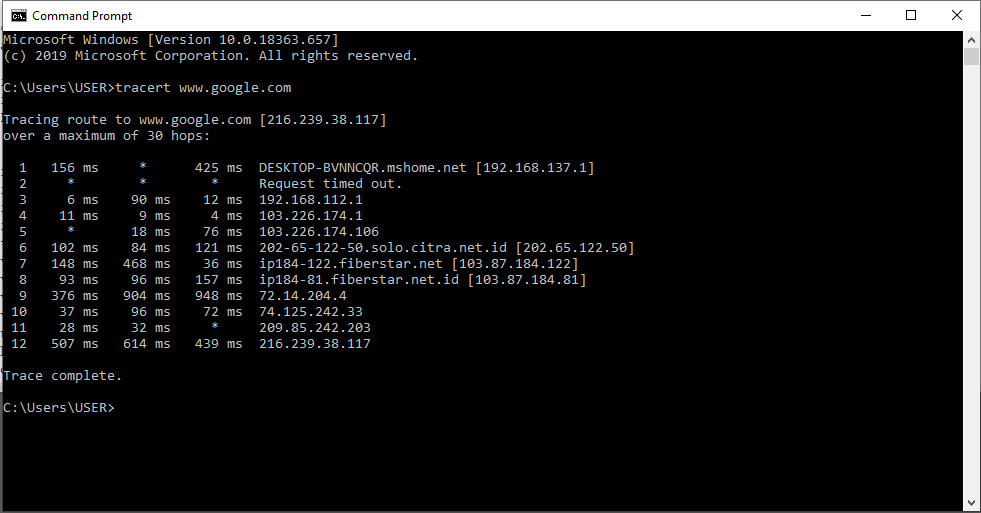 Command Prompt
Microsoft Windows [Version 10.0.18363.657]
(c) 2019 Microsoft Corporation. All rights reserved.
C:\Users\USER>tracert www.google.com
Tracing route to www.google.com [216.239.38.117]
over a maximum of 30 hops:
  1   156 ms     *      425 ms  DESKTOP-BVNNCQR.mshome.net [192.168.137.1]
  2     *        *        *     Request timed out.
  3     6 ms    90 ms    12 ms  192.168.112.1
  4    11 ms     9 ms     4 ms  103.226.174.1
  5     *       18 ms    76 ms  103.226.174.106
  6   102 ms    84 ms   121 ms  202-65-122-50.solo.citra.net.id [202.65.122.50]
  7   148 ms   468 ms    36 ms  ip184-122.fiberstar.net [103.87.184.122]
  8    93 ms    96 ms   157 ms  ip184-81.fiberstar.net.id [103.87.184.81]
  9   376 ms   904 ms   948 ms  72.14.204.4
 10    37 ms    96 ms    72 ms  74.125.242.33
 11    28 ms    32 ms     *     209.85.242.203
 12   507 ms   614 ms   439 ms  216.239.38.117
Trace complete.
C:\Users\USER>